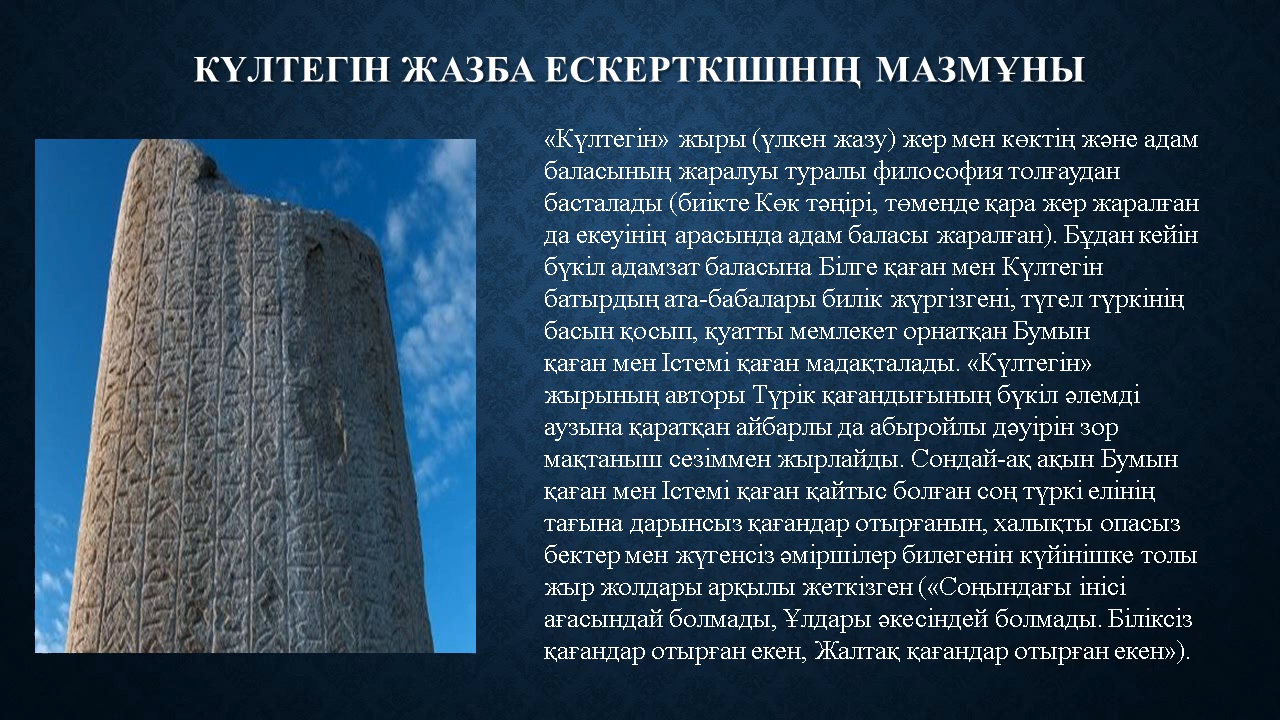 КҮЛТЕГІН ЖАЗБА ЕСКЕРТКІШІНІҢ МАЗМҰНЫ
«Күлтегін» жыры (үлкен жазу) жер мен көктің және адам
баласының жаралуы туралы философия толғаудан
басталады (биікте Көк тәңірі, төменде қара жер жаралған
да екеуінің арасында адам баласы жаралған). Бұдан кейін
бүкіл адамзат баласына Білге қаған мен Күлтегін
батырдың ата-бабалары билік жүргізгені, түгел түркінің
басын қосып, қуатты мемлекет орнатқан Бумын
қаған мен Істемі қаған мадақталады. «Күлтегін»
жырының авторы Түрік қағандығының бүкіл әлемді
аузына қаратқан айбарлы да абыройлы дәуірін зор
мақтаныш сезіммен жырлайды. Сондай-ақ ақын Бумын
қаған мен Істемі қаған қайтыс болған соң түркі елінің
тағына дарынсыз қағандар отырғанын, халықты опасыз
бектер мен жүгенсіз әміршілер билегенін күйінішке толы
жыр жолдары арқылы жеткізген («Соңындағы інісі
ағасындай болмады, Ұлдары әкесіндей болмады. Біліксіз
қағандар отырған екен, Жалтақ қағандар отырған екен»).